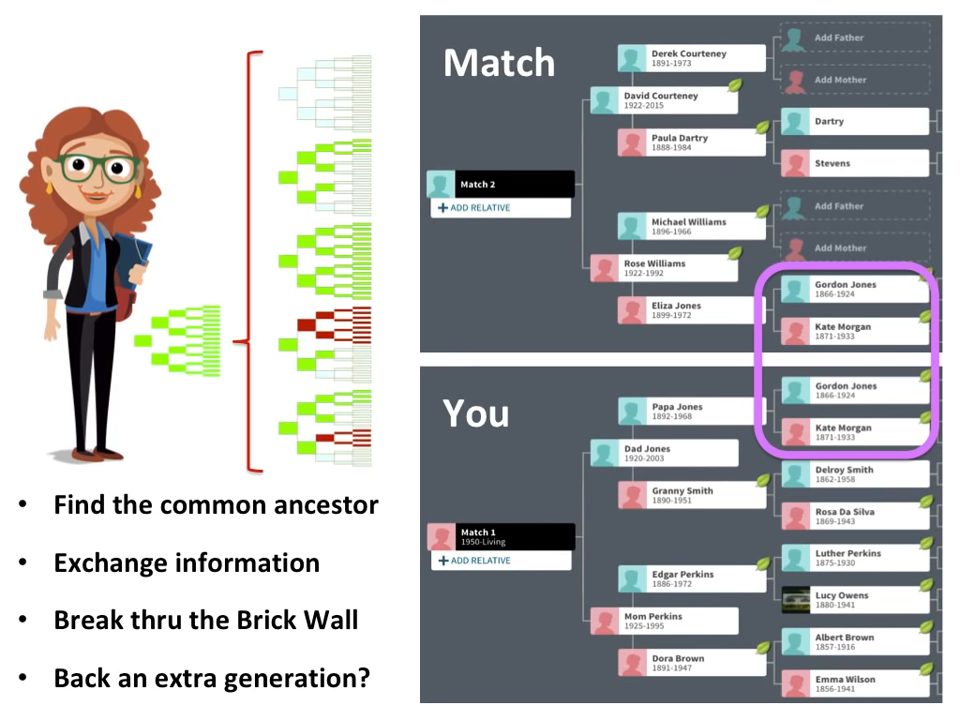 Match
Derek Courteney
1891-1973
Add Father
Add Mother
David Courteney
1922-2015
Paula Dartry
1888-1984
Dartry
Stevens
Match 2
+ ADD RELATIVE
Michael Williams
1896-1966
Add Father
Add Mother
Rose Williams
1922-1992
Eliza Jones
1899-1972
Gordon Jones
1866-1924
Kate Morgan
1871-1933
You
Papa Jones
1892-1968
Gordon Jones
1866-1924
Kate Morgan
1871-1933
Dad Jones
1920-2003
Granny Smith
1890-1951
Delroy Smith
1862-1958
Rosa Da Silva
1869-1943
Match 1
1950-Living
+ ADD RELATIVE
Edgar Perkins
1886-1972
Luther Perkins
1875-1930
Lucy Owens
1880-1941
Mom Perkins
1925-1995
Dora Brown
1891-1947
Albert Brown
1857-1916
Emma Wilson
1856-1941
• Find the common ancestor
• Exchange information
• Break thru the Brick Wall
• Back an extra generation?